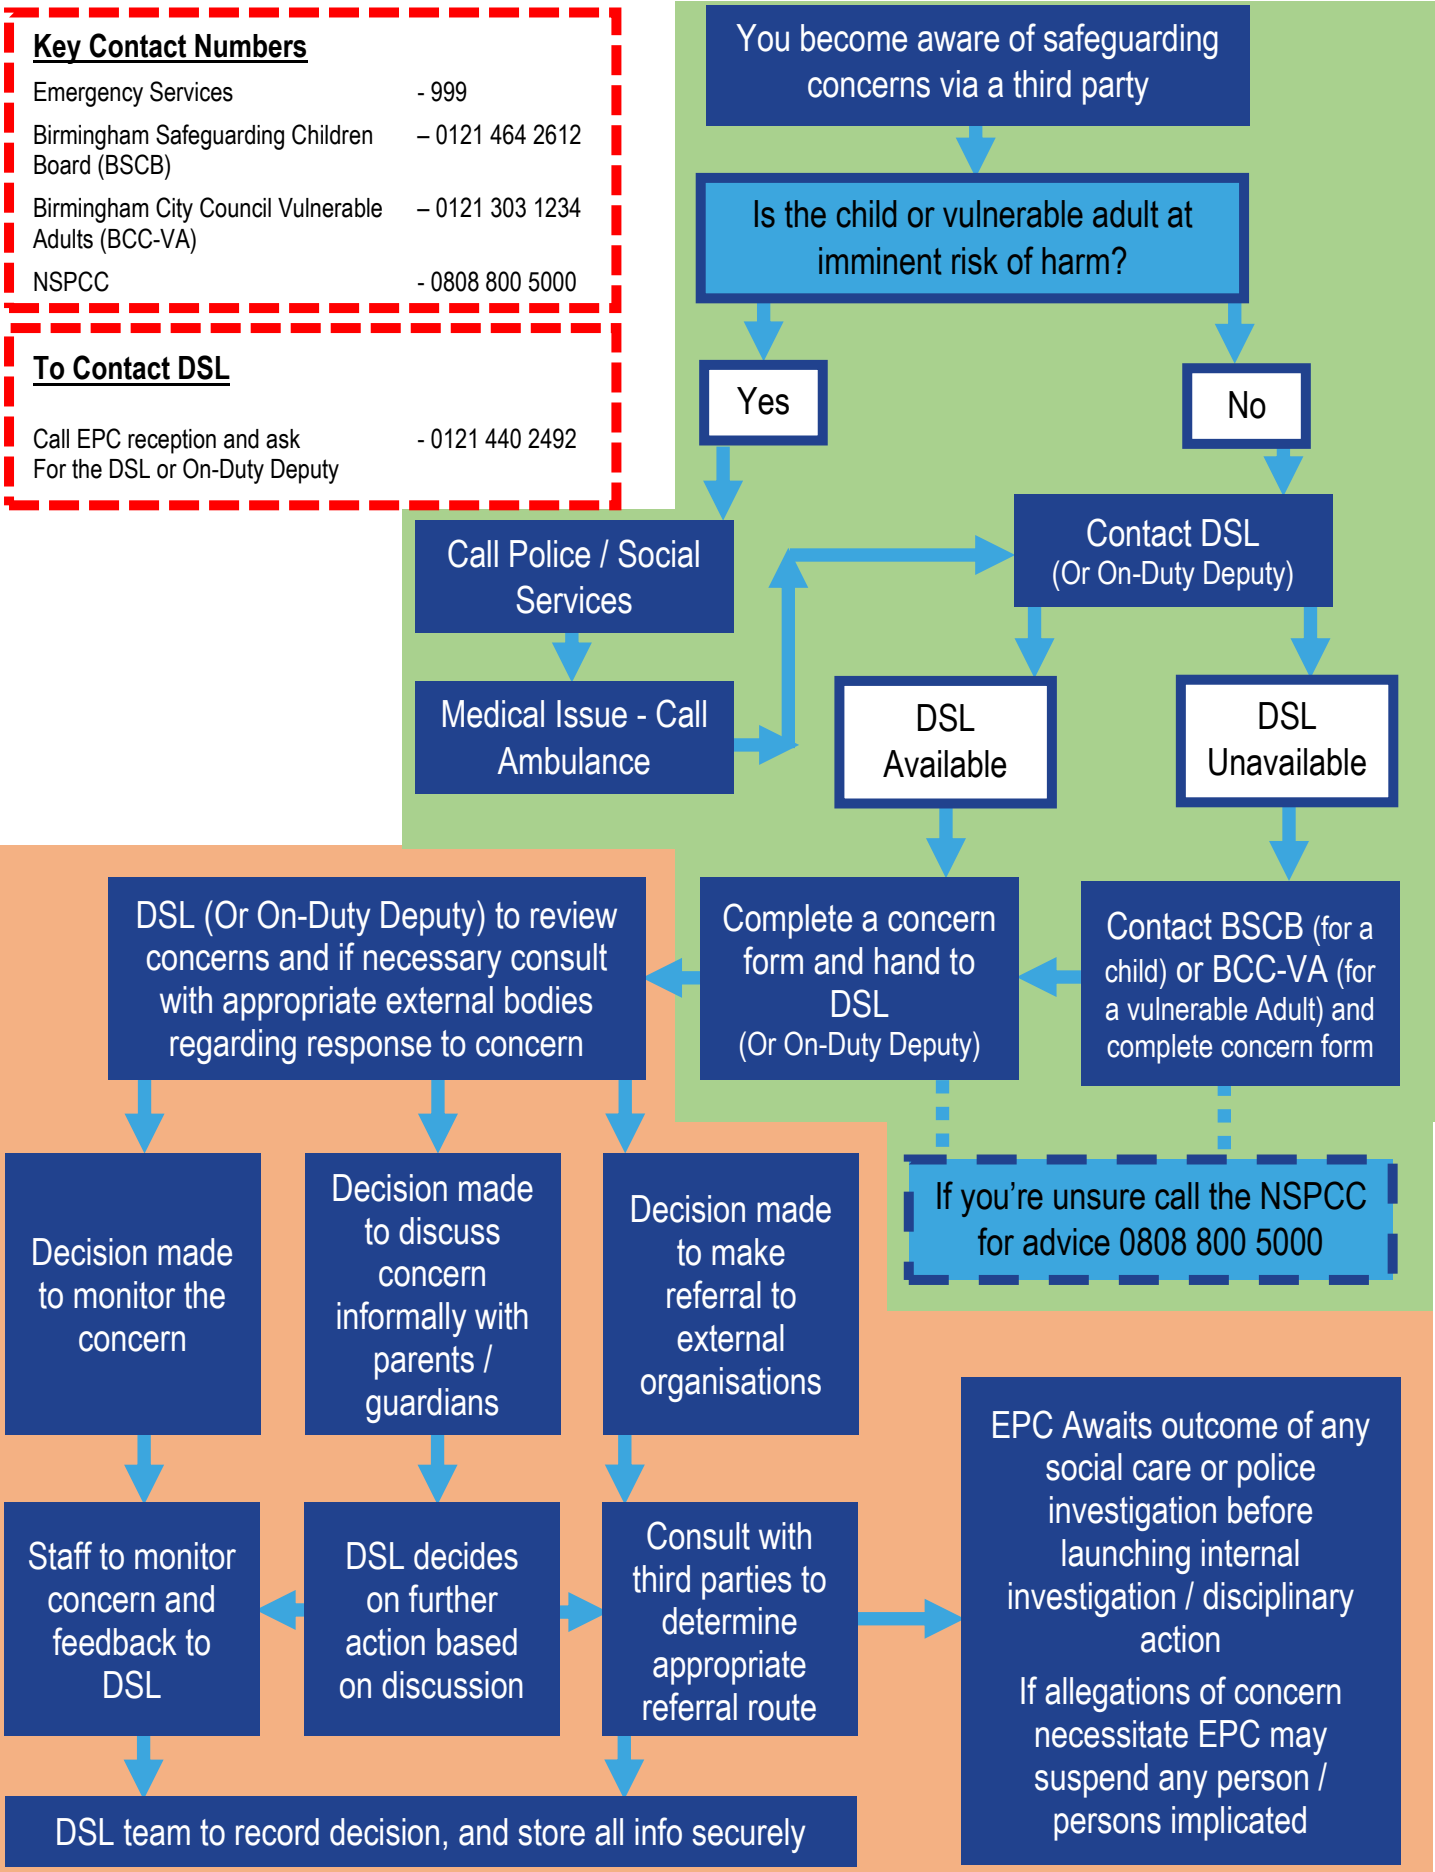 Key Contact Numbers
Emergency Services - 999
Birmingham Safeguarding Children – 0121 464 2612
Board (BSCB)
Birmingham City Council Vulnerable – 0121 303 1234
Adults (BCC-VA)
NSPCC - 0808 800 5000
To Contact DSL
Call EPC reception and ask - 0121 440 2492
For the DSL or On-Duty Deputy
You become aware of safeguarding
concerns via a third party
Is the child or vulnerable adult at
imminent risk of harm?
Yes
No
Call Police / Social
Services
Medical Issue - Call
Ambulance
Contact DSL
(Or On-Duty Deputy)
DSL
Available
DSL
Unavailable
Complete a concern
form and hand to
DSL
(Or On-Duty Deputy)
Contact BSCB (for a
child) or BCC-VA (for
a vulnerable Adult) and
complete concern form
If you’re unsure call the NSPCC
for advice 0808 800 5000
DSL (Or On-Duty Deputy) to review
concerns and if necessary consult
with appropriate external bodies
regarding response to concern
Decision made
to monitor the
concern
Decision made
to discuss
concern
informally with
parents /
guardians
Decision made
to make
referral to
external
organisations
Staff to monitor
concern and
feedback to
DSL
DSL decides
on further
action based
on discussion
Consult with
third parties to
determine
appropriate
referral route
EPC Awaits outcome of any
social care or police
investigation before
launching internal
investigation / disciplinary
action
If allegations of concern
necessitate EPC may
suspend any person /
persons implicated
DSL team to record decision, and store all info securely